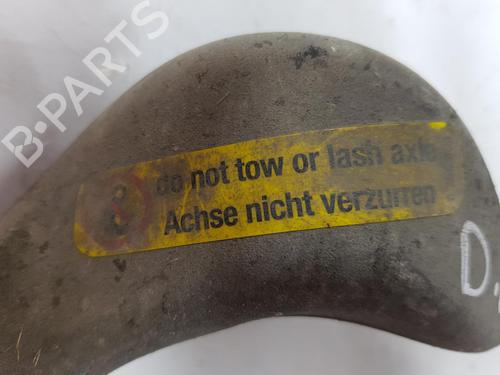 B-PARTS
do not tow or lash axle
Achse nicht verzurren
D.